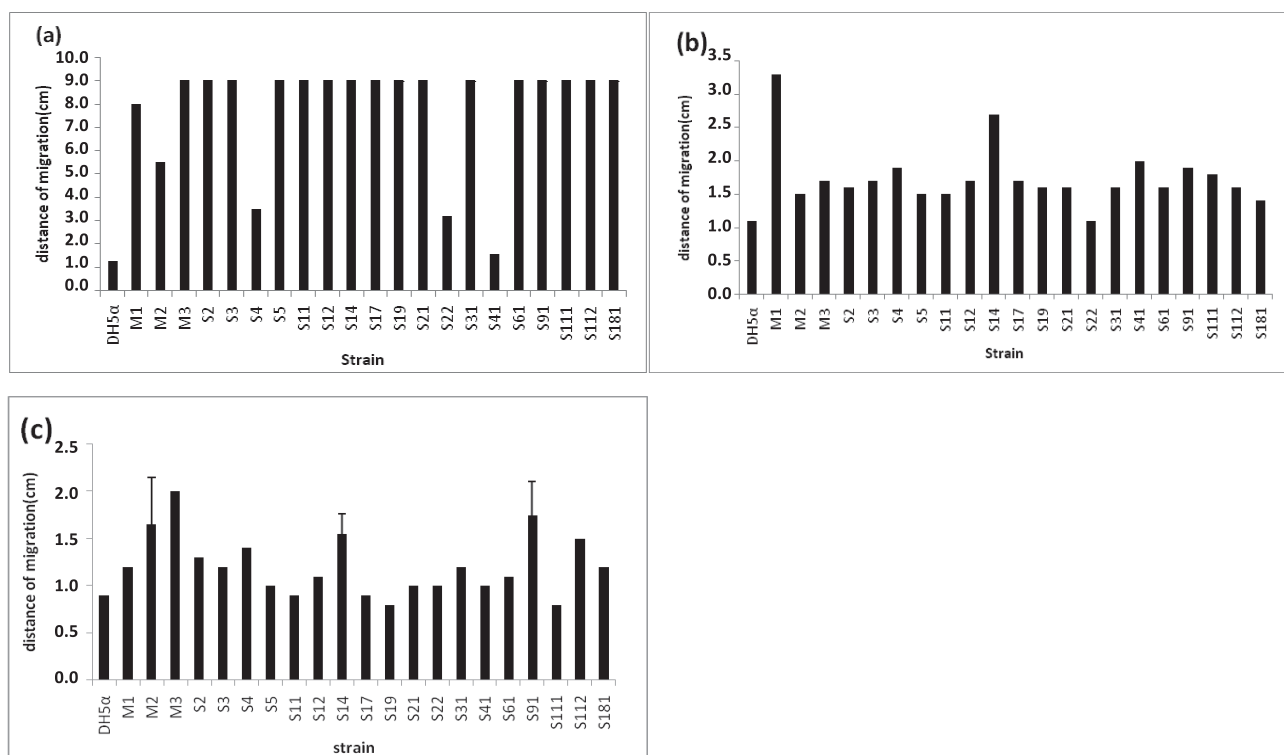 (a)
distance of migration(cm)
10.0
9.0
8.0
7.0
6.0
5.0
4.0
3.0
2.0
1.0
0.0
DH5α M1 M2 M3 S2 S3 S4 S5 S11 S12 S14 S17 S19 S21 S22 S31 S41 S61 S91 S111 S112 S181
Strain
(b)
distance of migration(cm)
3.5
3.0
2.5
2.0
1.5
1.0
0.5
0.0
DH5α M1 M2 M3 S2 S3 S4 S5 S11 S12 S14 S17 S19 S21 S22 S31 S41 S61 S91 S111 S112 S181
Strain
(c)
distance of migration(cm)
2.5
2.0
1.5
1.0
0.5
0.0
DH5α M1 M2 M3 S2 S3 S4 S5 S11 S12 S14 S17 S19 S21 S22 S31 S41 S61 S91 S111 S112 S181
strain